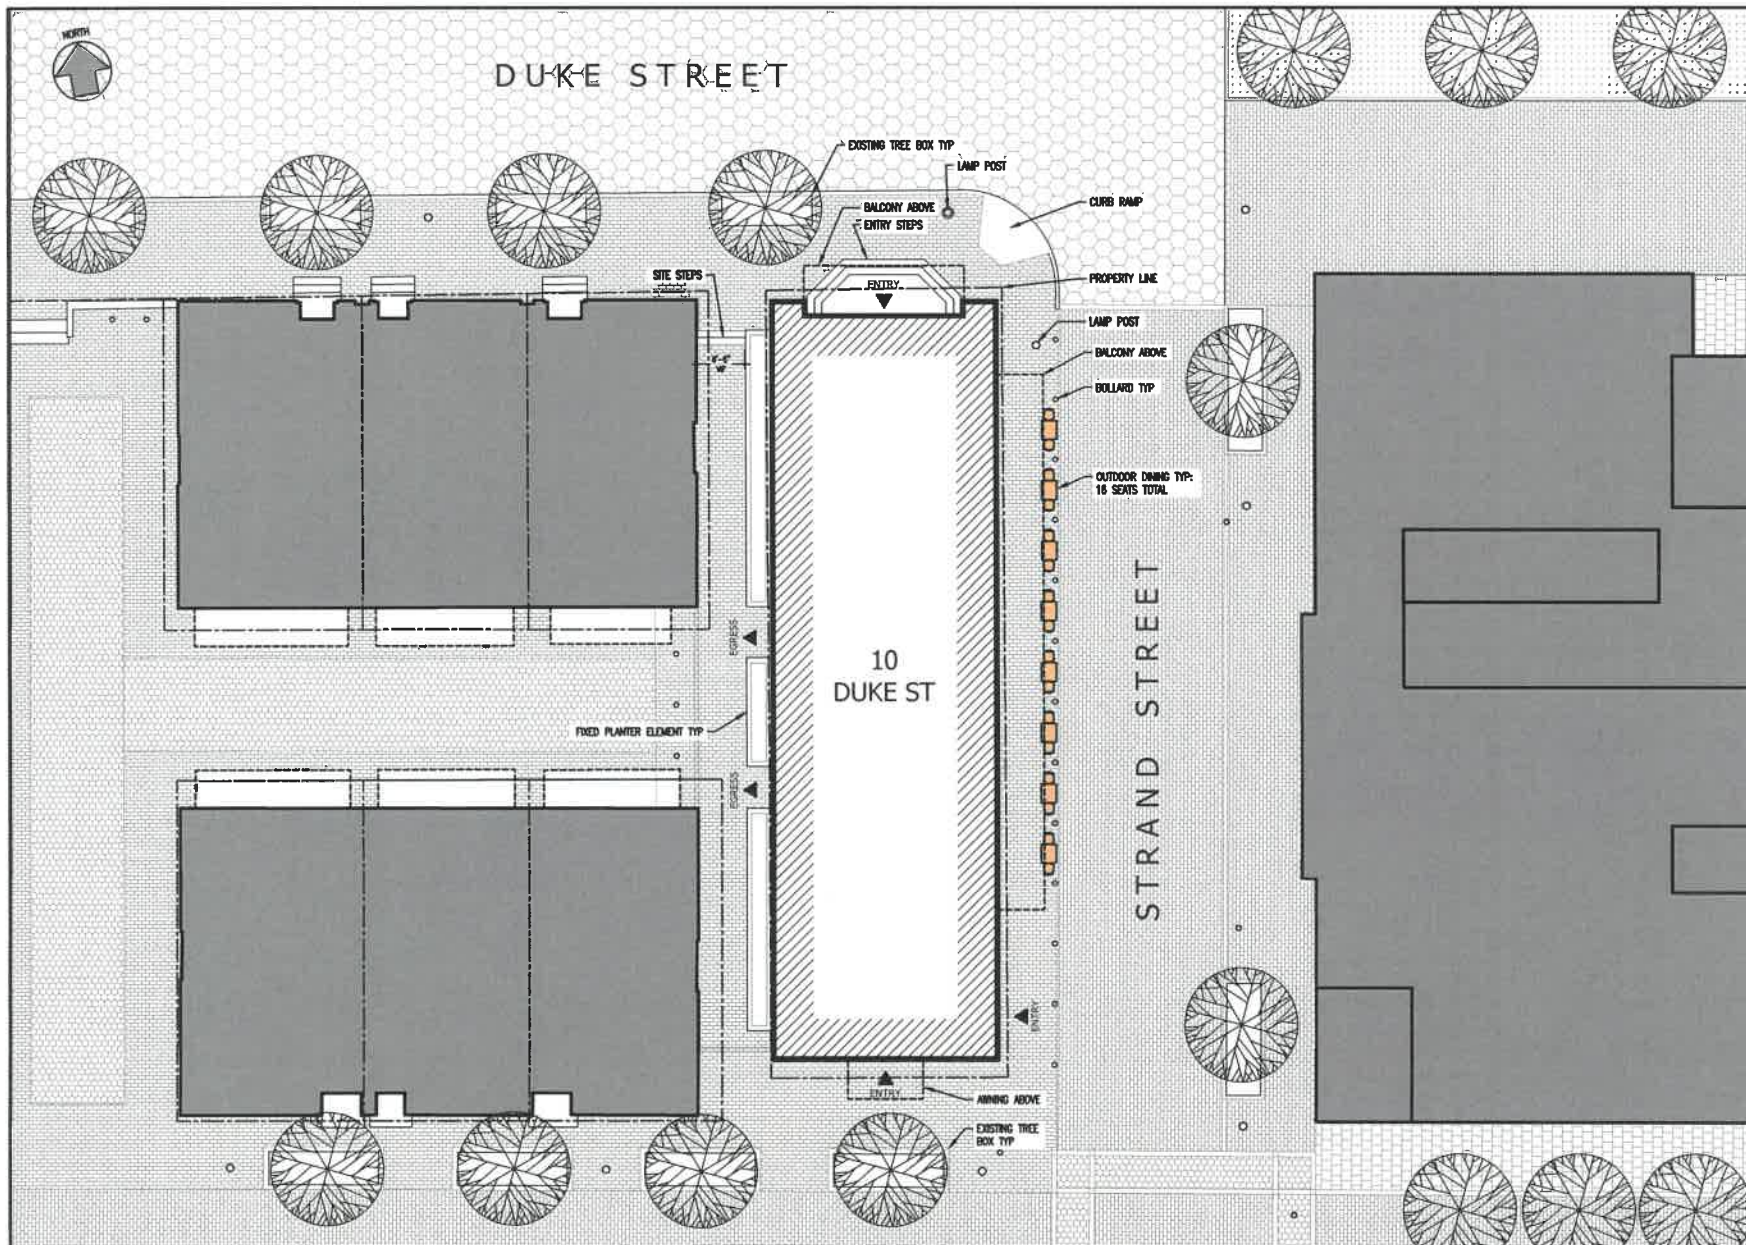 NORTH
DUKE STREET
EXISTING TREE BOX TYP
LAMP POST
BALCONY ABOVE
ENTRY STEPS
CURB RAMP
SITE STEPS
PROPERTY LINE
ENTRY
LAMP POST
BALCONY ABOVE
BOLLARD TYP
OUTDOOR DINING TYP:
16 SEATS TOTAL
STRAND STREET
EGRESS
10
DUKE ST
FIXED PLANTER ELEMENT TYP
EGRESS
ENTRY
ENTRY
AWNING ABOVE
EXISTING TREE
BOX TYP